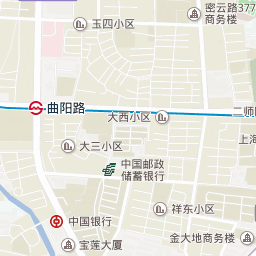 玉四小区
密云路377
商务楼
曲阳路
大西小区
二师
大三小区
上海
中国邮政
储蓄银行
中国银行
祥东小区
宝莲大厦
金大地商务楼